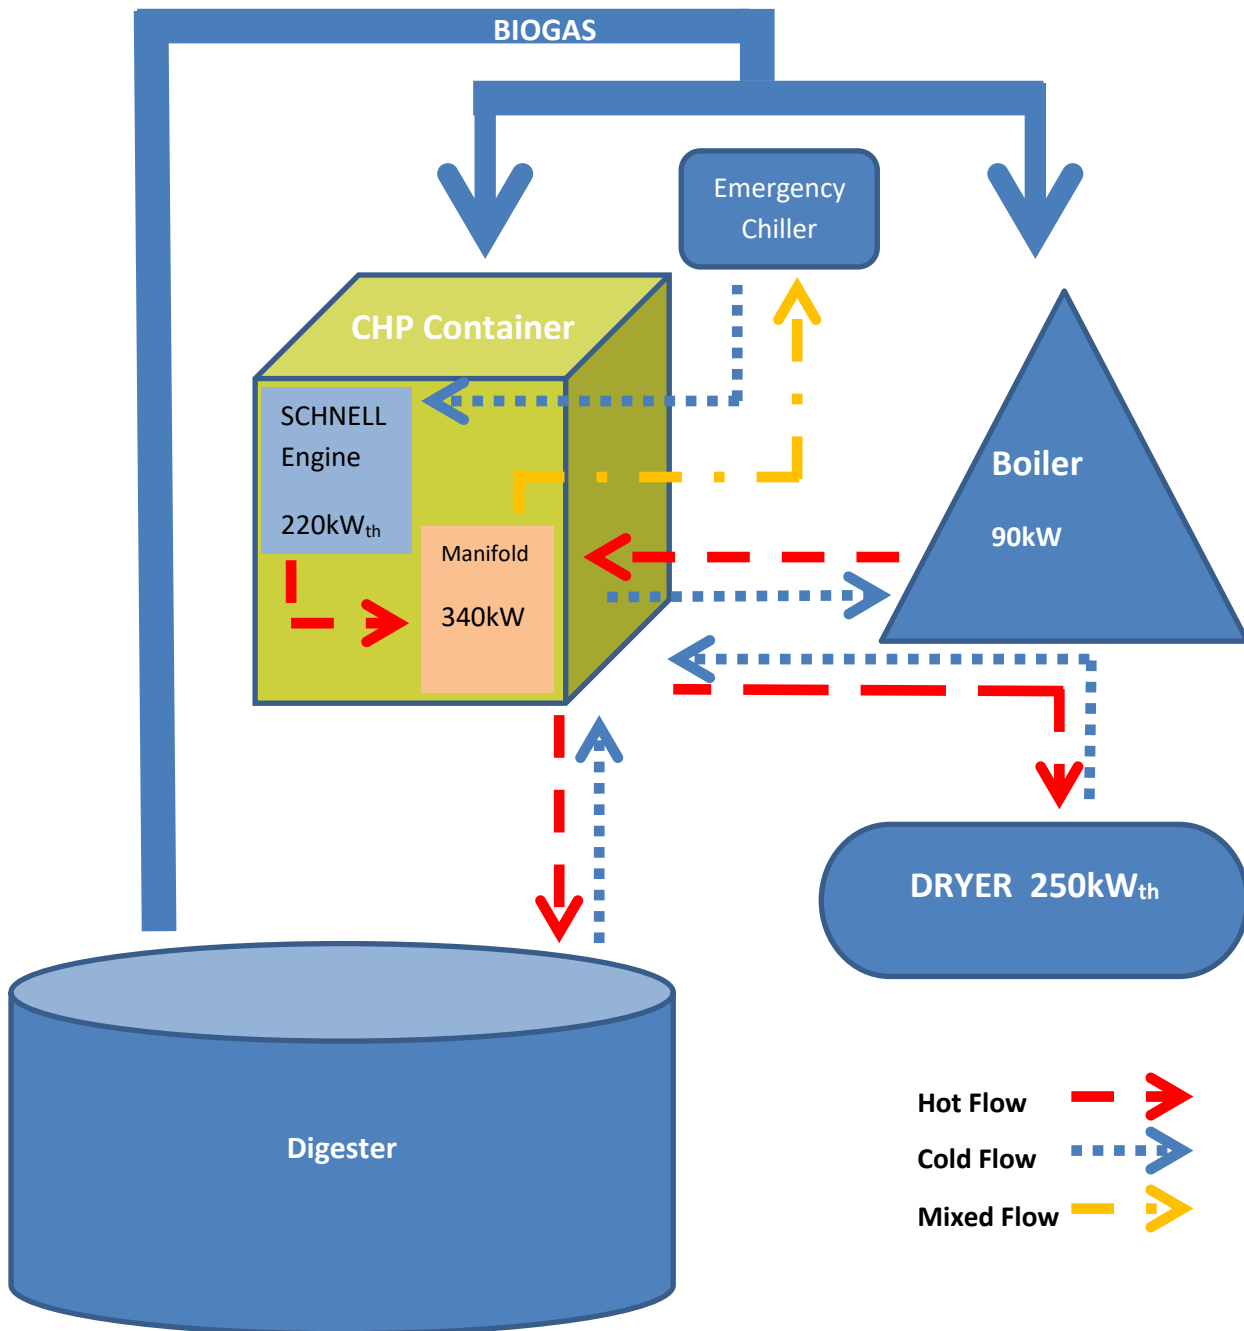 BIOGAS
Emergency
Chiller
CHP Container
SCHNELL
Engine
220kWth
Manifold
340kW
Boiler
90kW
DRYER 250kWth
Digester
Hot Flow
Cold Flow
Mixed Flow